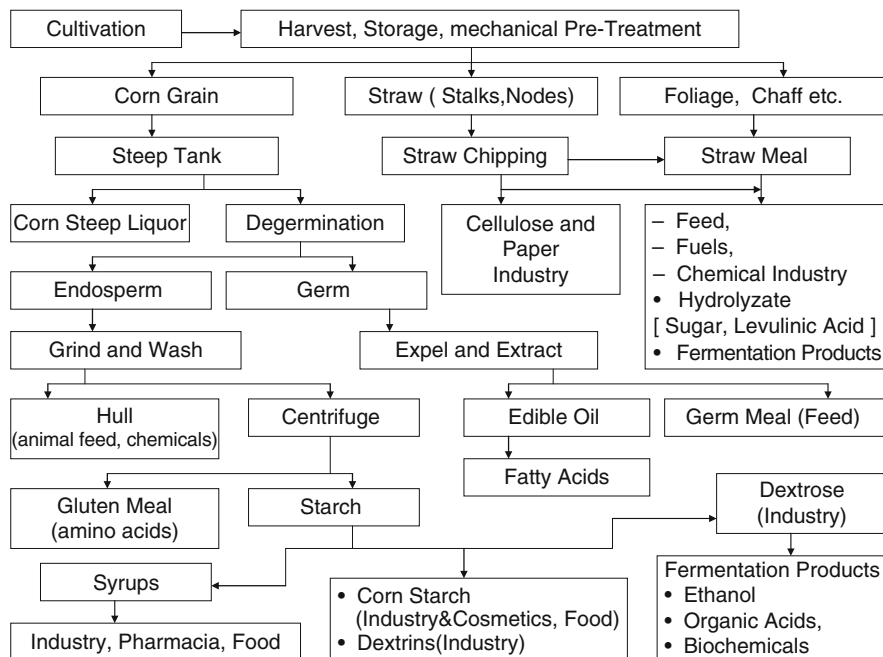 Cultivation
Harvest, Storage, mechanical Pre-Treatment
Corn Grain
Straw ( Stalks,Nodes)
Foliage, Chaff etc.
Steep Tank
Straw Chipping
Straw Meal
Corn Steep Liquor
Degermination
Cellulose and
Paper
Industry
– Feed,
– Fuels,
– Chemical Industry
• Hydrolyzate
[ Sugar, Levulinic Acid ]
• Fermentation Products
Endosperm
Germ
Grind and Wash
Expel and Extract
Hull
(animal feed, chemicals)
Centrifuge
Edible Oil
Germ Meal (Feed)
Fatty Acids
Gluten Meal
(amino acids)
Starch
Dextrose
(Industry)
Syrups
• Corn Starch
(Industry&Cosmetics, Food)
• Dextrins(Industry)
Fermentation Products
• Ethanol
• Organic Acids,
• Biochemicals
Industry, Pharmacia, Food